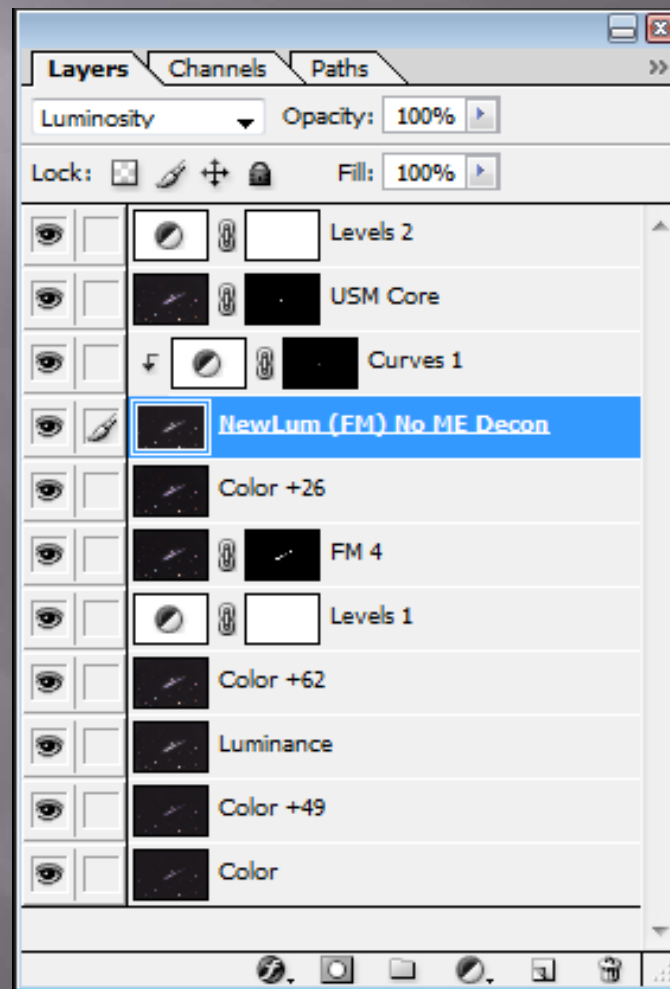 Layers Channels Paths
Luminosity Opacity: 100%
Lock: Fill: 100%
Levels 2
USM Core
Curves 1
NewLum (FM) No ME Decon
Color +26
FM 4
Levels 1
Color +62
Luminance
Color +49
Color